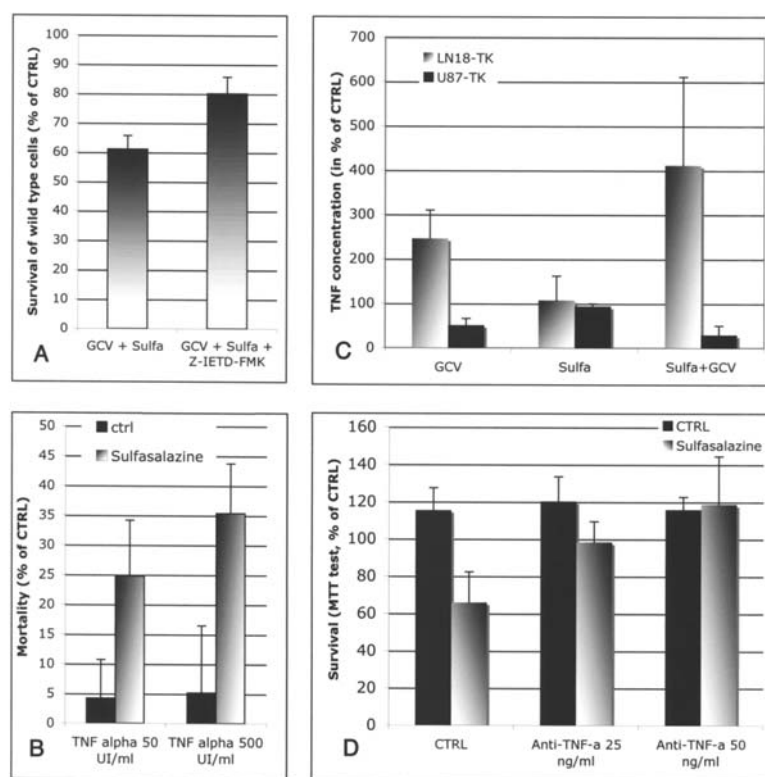 Survival of wild type cells (% of CTRL)
100
90
80
70
60
50
40
30
20
10
0
GCV + Sulfa
GCV + Sulfa +
Z-IETD-FMK
A
TNF concentration (in % of CTRL)
LN18-TK
U87-TK
700
600
500
400
300
200
100
0
GCV
Sulfa
Sulfa+GCV
C
Mortality (% of CTRL)
ctrl
Sulfasalazine
50
45
40
35
30
25
20
15
10
5
0
TNF alpha 50
UI/ml
TNF alpha 500
UI/ml
B
Survival (MTT test, % of CTRL)
CTRL
Sulfasalazine
160
140
120
100
80
60
40
20
0
CTRL
Anti-TNF-a 25
ng/ml
Anti-TNF-a 50
ng/ml
D